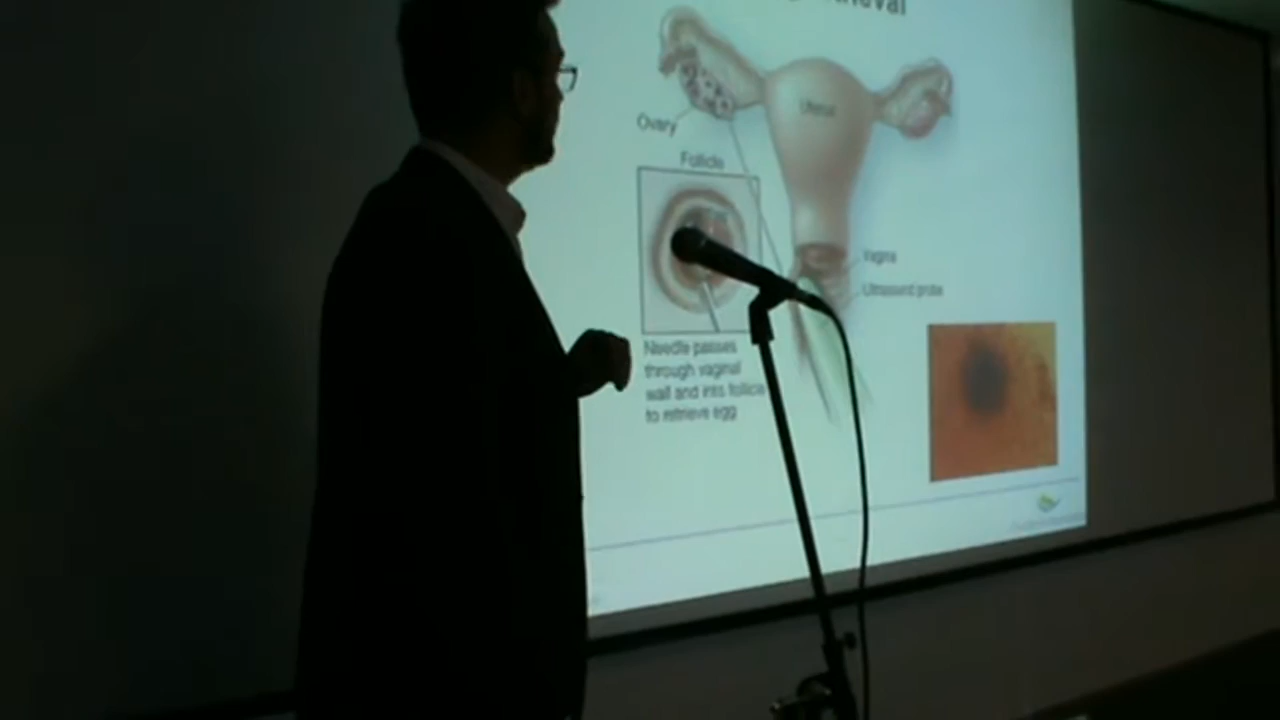 Uterus
Ovary
Follicle
Vagina
Ultrasound probe
Needle passes
through vaginal
wall and into follicle
to retrieve egg